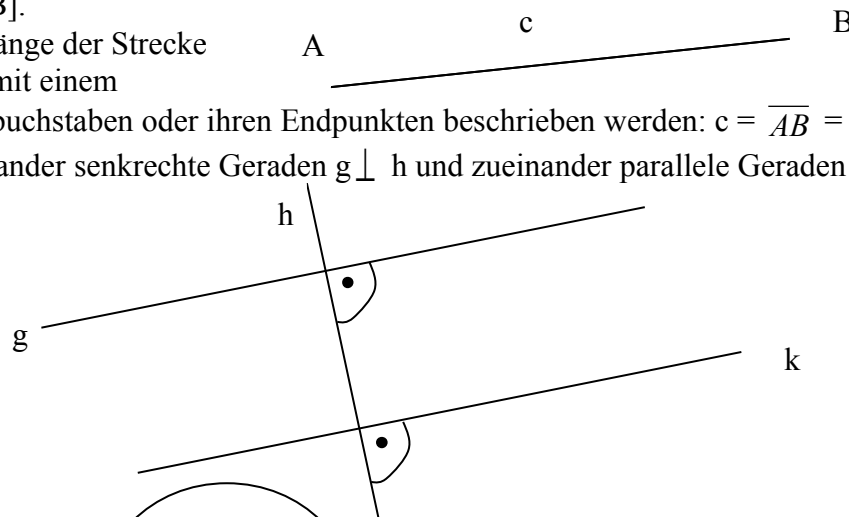 B].
c
B
änge der Strecke
A
mit einem
buchstaben oder ihren Endpunkten beschrieben werden: c = \overline{AB} =
ander senkrechte Geraden g ⊥ h und zueinander parallele Geraden
h
g
k